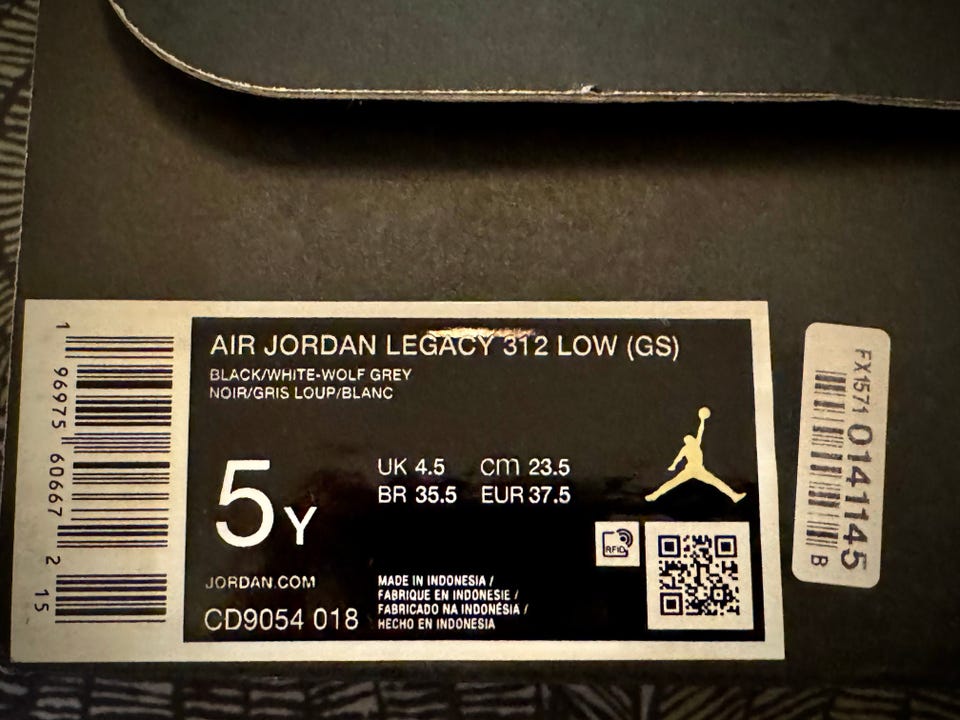 AIR JORDAN LEGACY 312 LOW (GS)
BLACK/WHITE-WOLF GREY
NOIR/GRIS LOUP/BLANC
5Y
UK 4.5 cm 23.5
BR 35.5 EUR 37.5
RFID
JORDAN.COM
CD9054 018
MADE IN INDONESIA /
FABRIQUE EN INDONESIE /
FABRICADO NA INDONÉSIA /
HECHO EN INDONESIA
1 96975 60667 2 15
FX1571
0141145
B